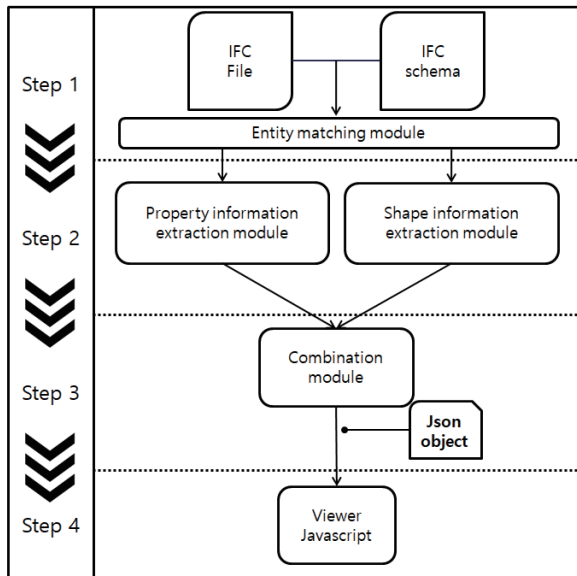 Step 1
IFC
File
IFC
schema
Entity matching module
Step 2
Property information
extraction module
Shape information
extraction module
Step 3
Combination
module
Json
object
Step 4
Viewer
Javascript